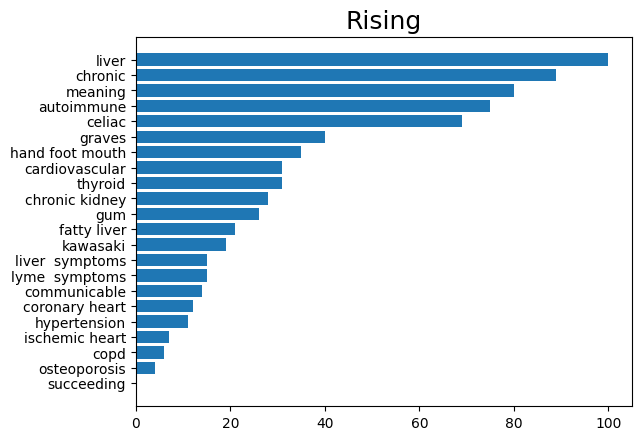 Rising
liver
chronic
meaning
autoimmune
celiac
graves
hand foot mouth
cardiovascular
thyroid
chronic kidney
gum
fatty liver
kawasaki
liver  symptoms
lyme  symptoms
communicable
coronary heart
hypertension
ischemic heart
copd
osteoporosis
succeeding
0 20 40 60 80 100